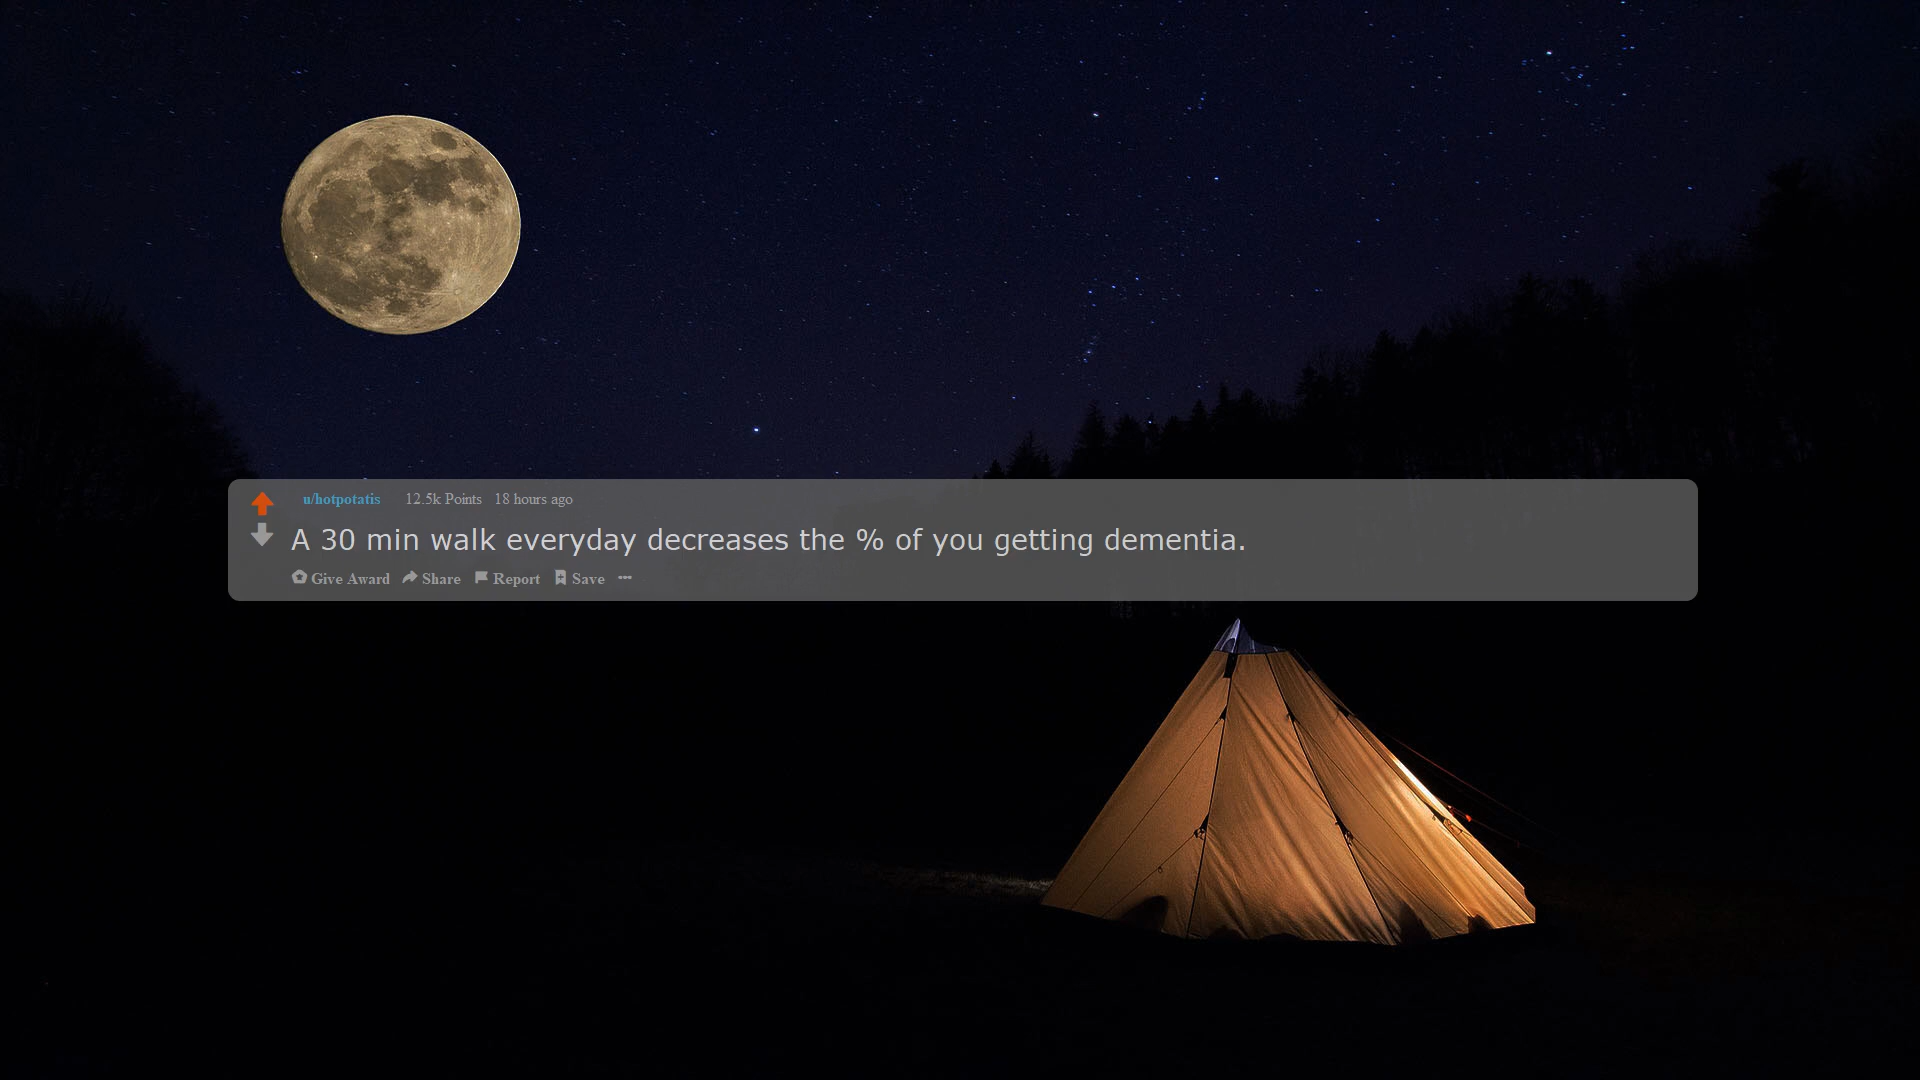 u/hotpotatis 12.5k Points 18 hours ago
A 30 min walk everyday decreases the % of you getting dementia.
Give Award Share Report Save